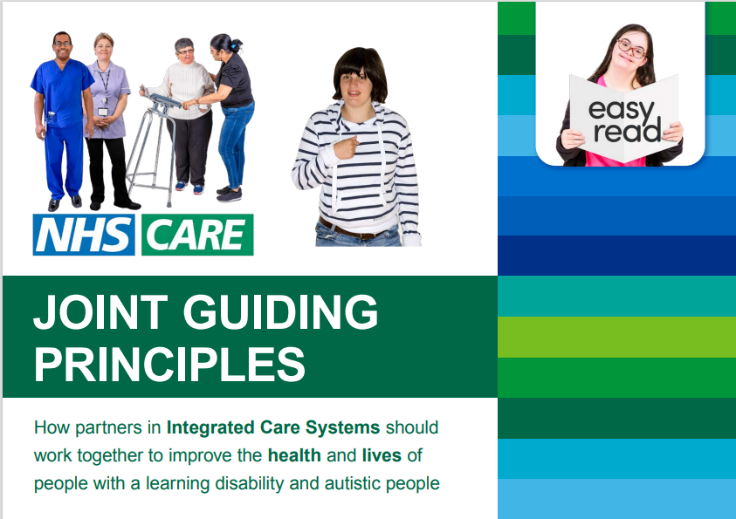 easy
read
NHS CARE
JOINT GUIDING
PRINCIPLES
How partners in Integrated Care Systems should
work together to improve the health and lives of
people with a learning disability and autistic people